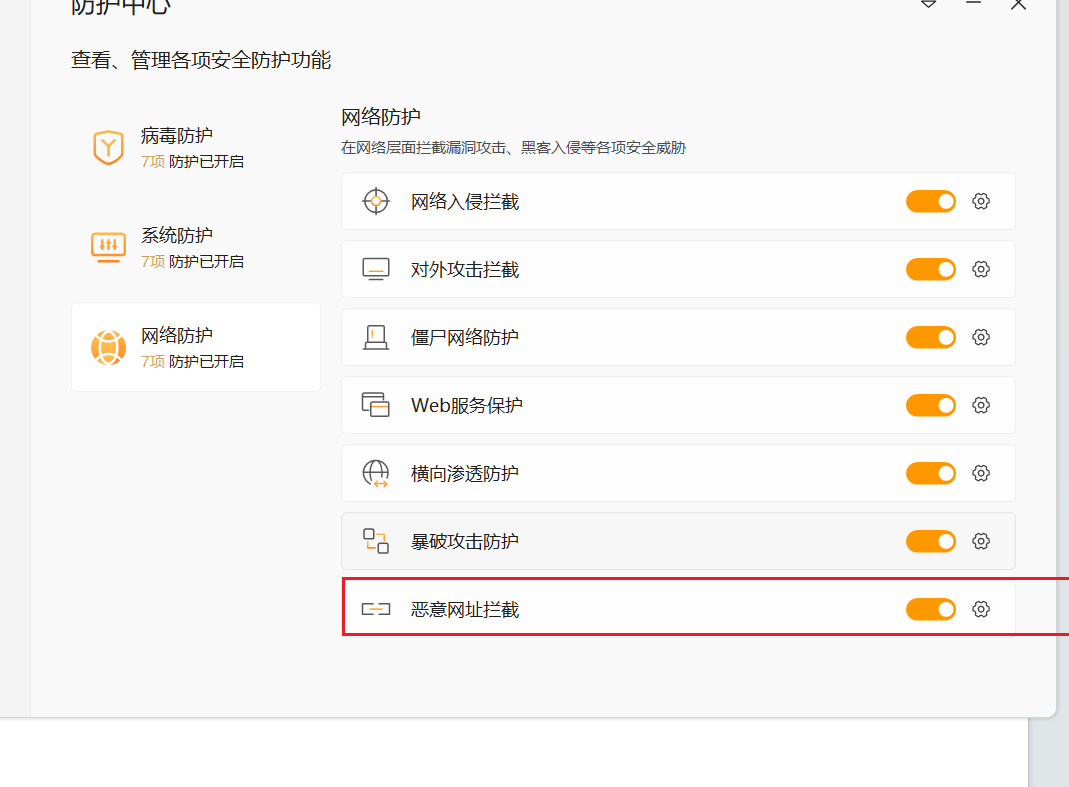 防护中心
查看、管理各项安全防护功能
病毒防护
7项 防护已开启
系统防护
7项 防护已开启
网络防护
7项 防护已开启
网络防护
在网络层面拦截漏洞攻击、黑客入侵等各项安全威胁
网络入侵拦截
对外攻击拦截
僵尸网络防护
Web服务保护
横向渗透防护
暴破攻击防护
恶意网址拦截